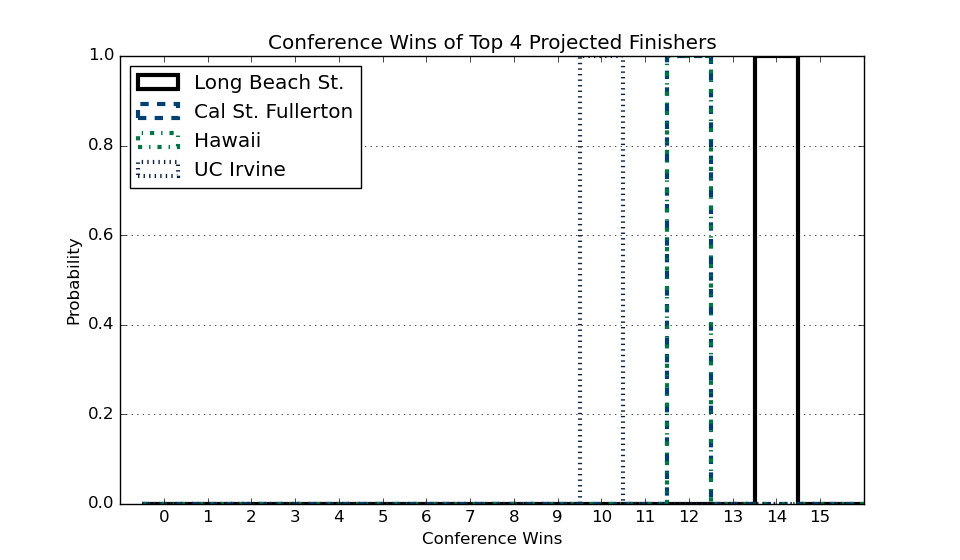 Conference Wins of Top 4 Projected Finishers
1.0
0.8
0.6
0.4
0.2
0.0
Probability
Long Beach St.
Cal St. Fullerton
Hawaii
UC Irvine
0 1 2 3 4 5 6 7 8 9 10 11 12 13 14 15
Conference Wins